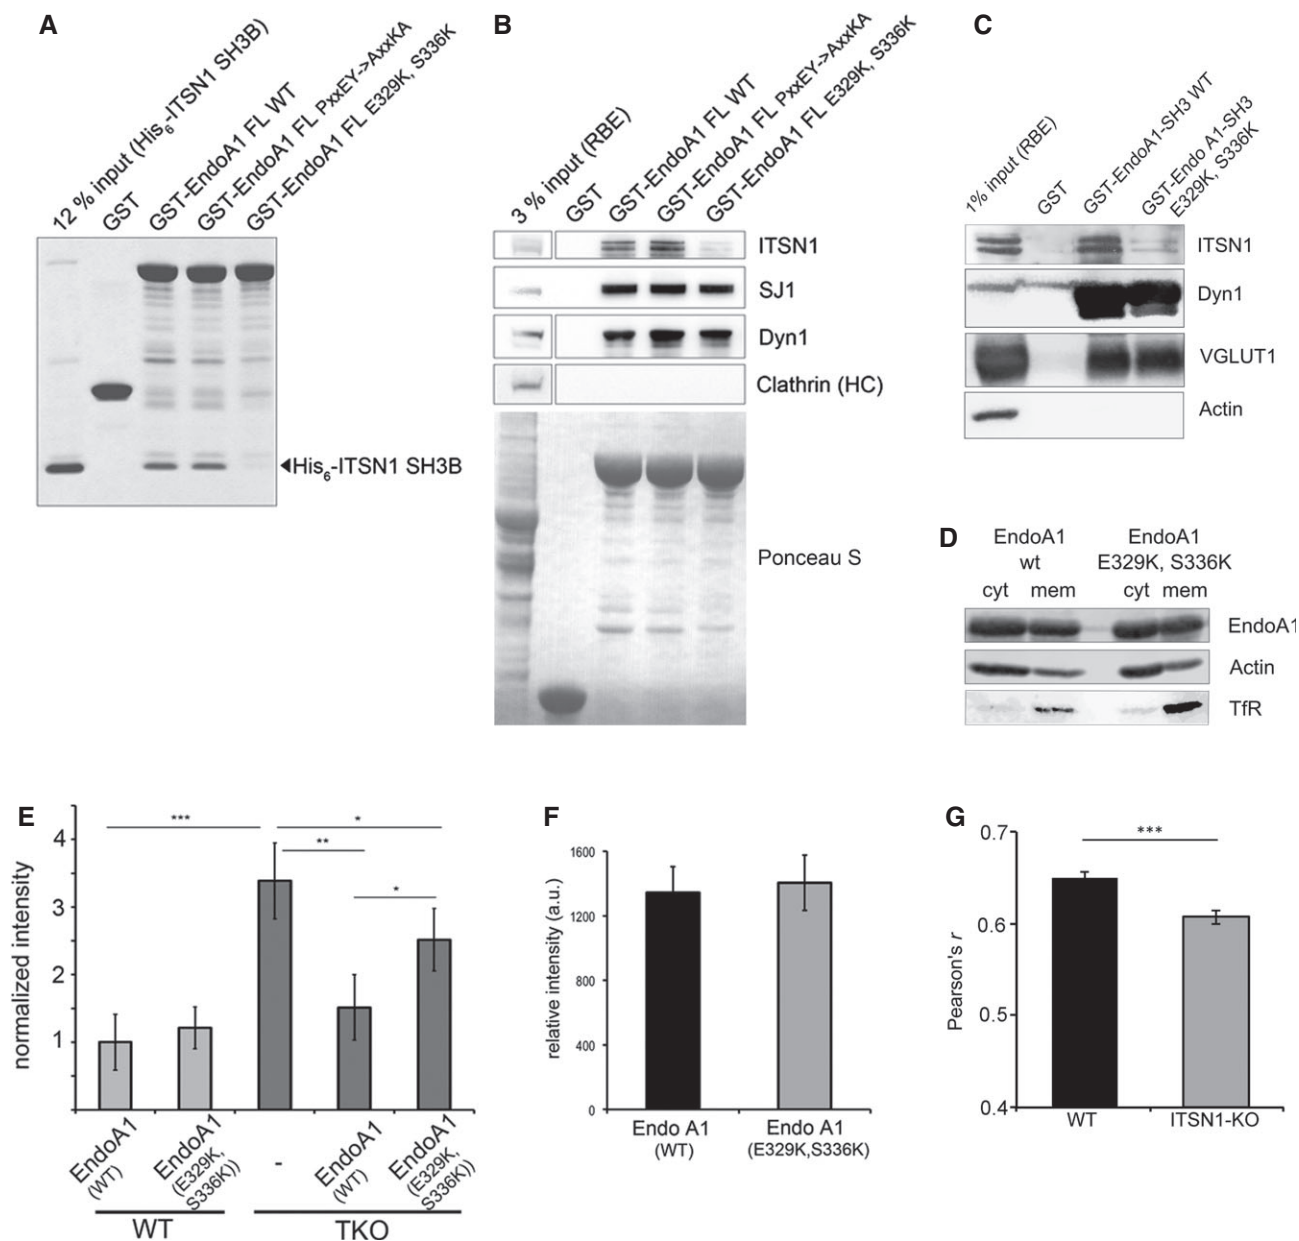 A
12 % input (His6-ITSN1 SH3B)
GST
GST-EndoA1 FL WT
GST-EndoA1 FL PxxEY->AxxKA
GST-EndoA1 FL E329K, S336K
◄His6-ITSN1 SH3B
B
3 % input (RBE)
GST
GST-EndoA1 FL WT
GST-EndoA1 FL PxxEY->AxxKA
GST-EndoA1 FL E329K, S336K
ITSN1
SJ1
Dyn1
Clathrin (HC)
Ponceau S
C
1% input (RBE)
GST
GST-EndoA1-SH3 WT
GST-Endo A1-SH3
E329K, S336K
ITSN1
Dyn1
VGLUT1
Actin
D
EndoA1
wt
EndoA1
E329K, S336K
cyt mem cyt mem
EndoA1
Actin
TfR
E
normalized intensity
4
3
2
1
***
*
**
*
EndoA1
(WT)
EndoA1
(E329K,
S336K))
-
EndoA1
(WT)
EndoA1
(E329K,
S336K))
WT
TKO
F
relative intensity (a.u.)
1600
1200
800
400
0
Endo A1
(WT)
Endo A1
(E329K,S336K)
G
Pearson's r
0.7
0.6
0.5
0.4
***
WT
ITSN1-KO